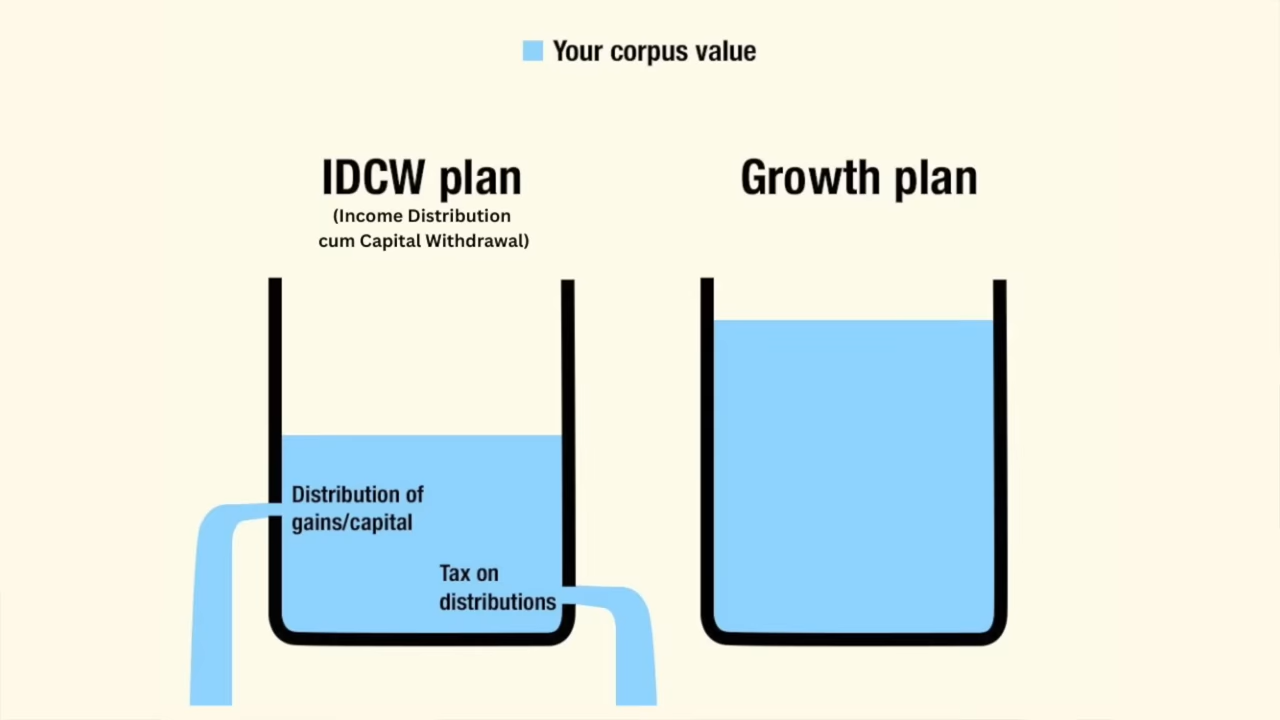 Your corpus value
IDCW plan
(Income Distribution
cum Capital Withdrawal)
Growth plan
Distribution of
gains/capital
Tax on
distributions